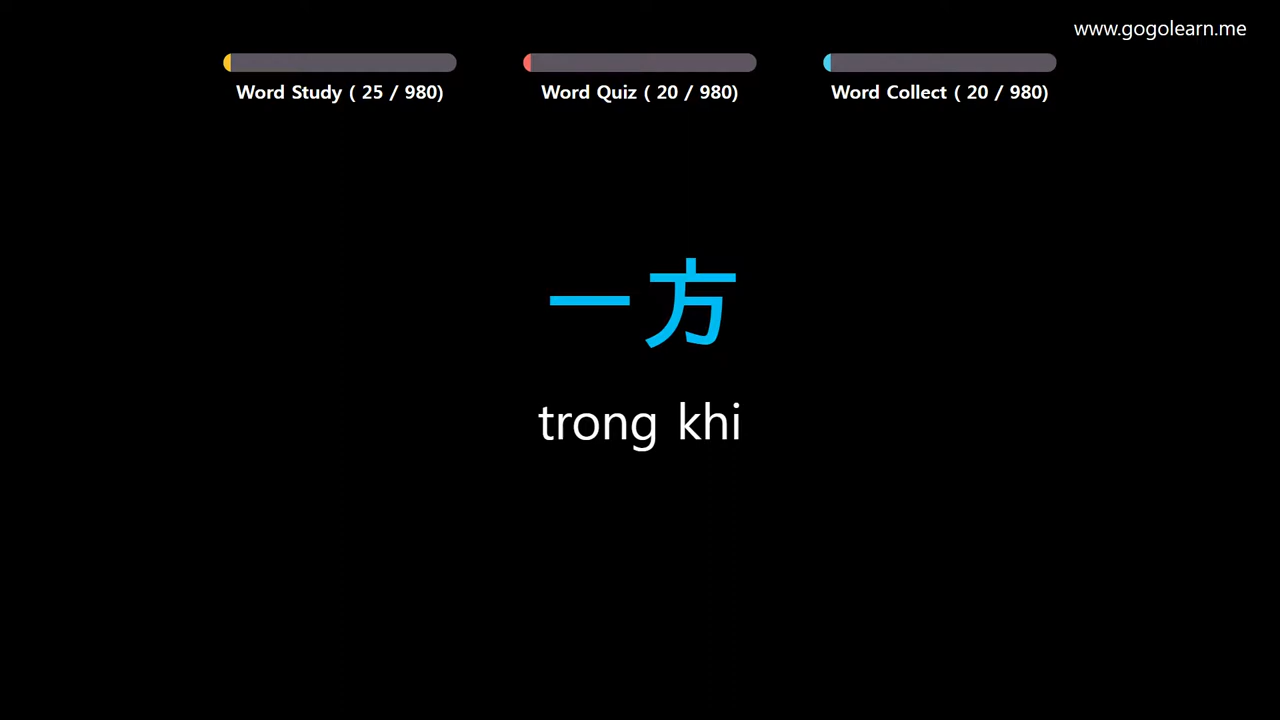 www.gogolearn.me
Word Study ( 25 / 980)
Word Quiz ( 20 / 980)
Word Collect ( 20 / 980)
一方
trong khi